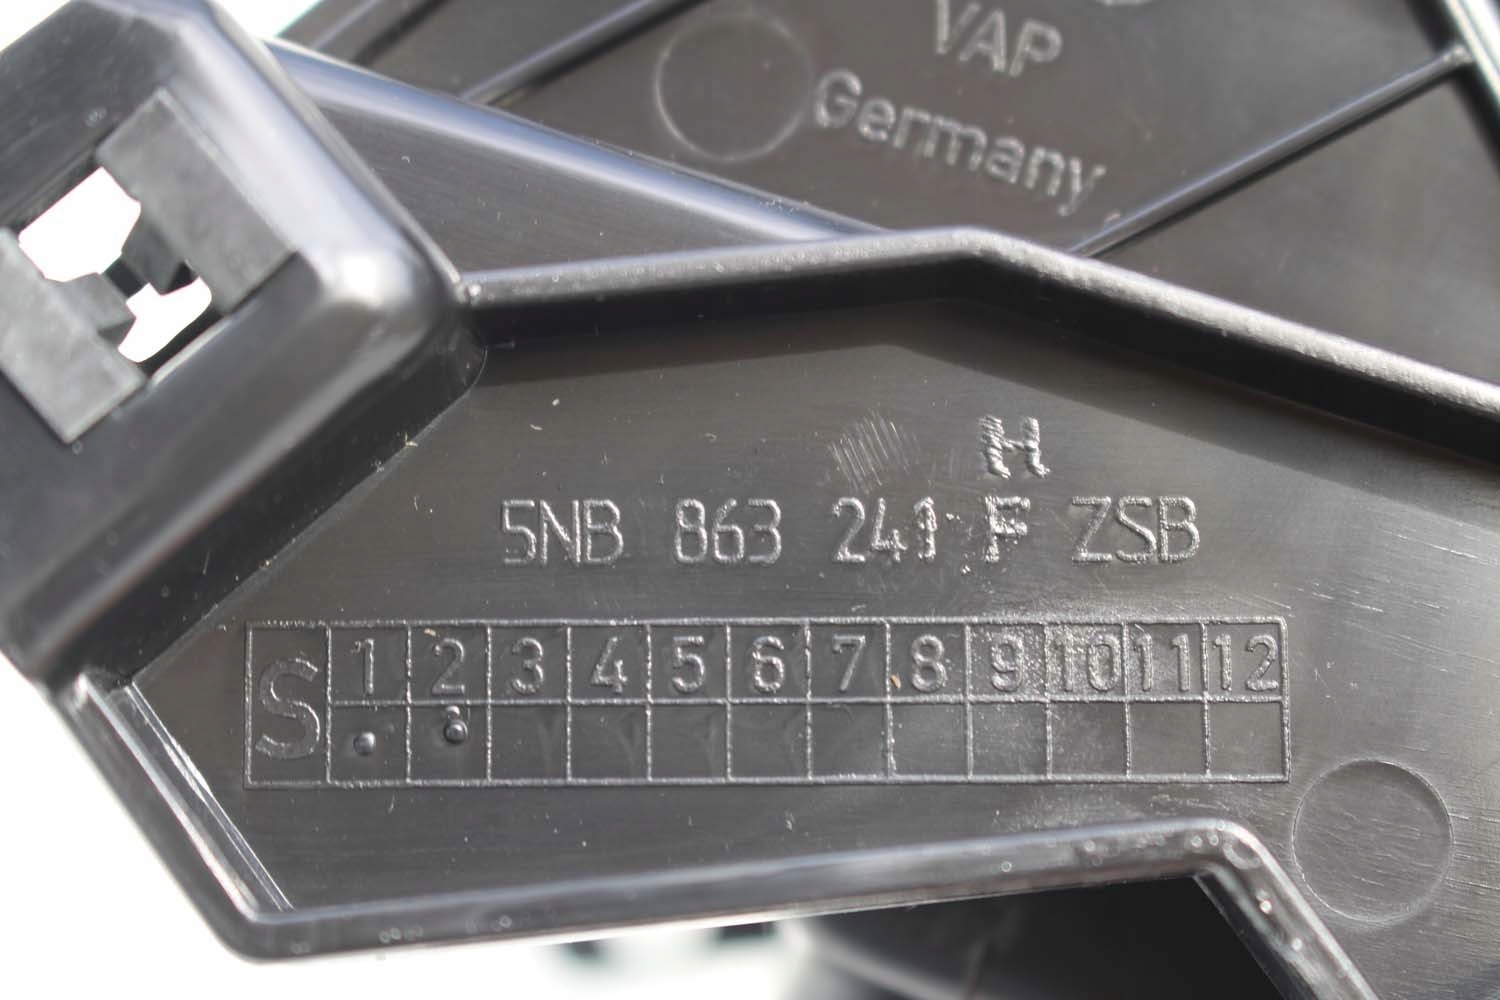 VAP
Germany
H
5NB 863 241 F ZSB
S 1 2 3 4 5 6 7 8 9 10 11 12